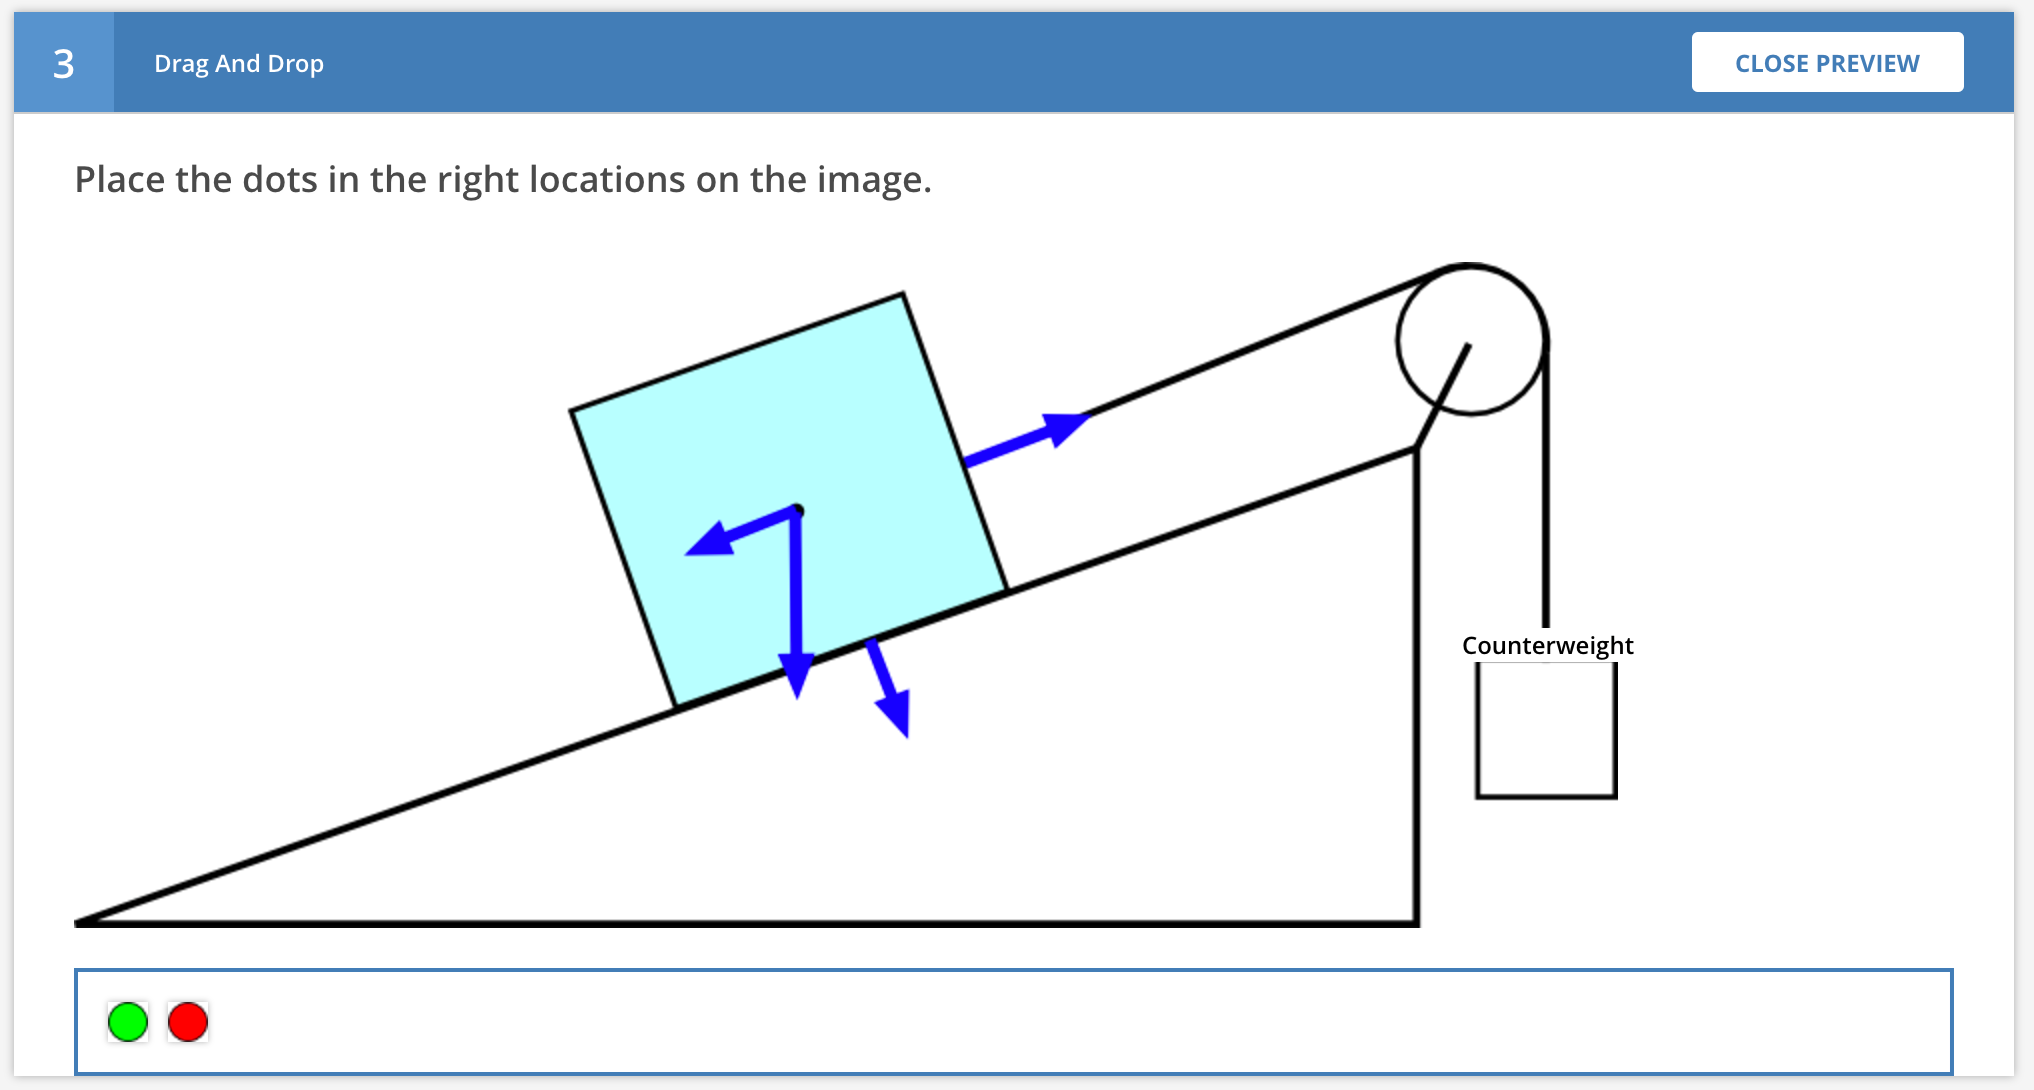 3
Drag And Drop
CLOSE PREVIEW
Place the dots in the right locations on the image.
Counterweight